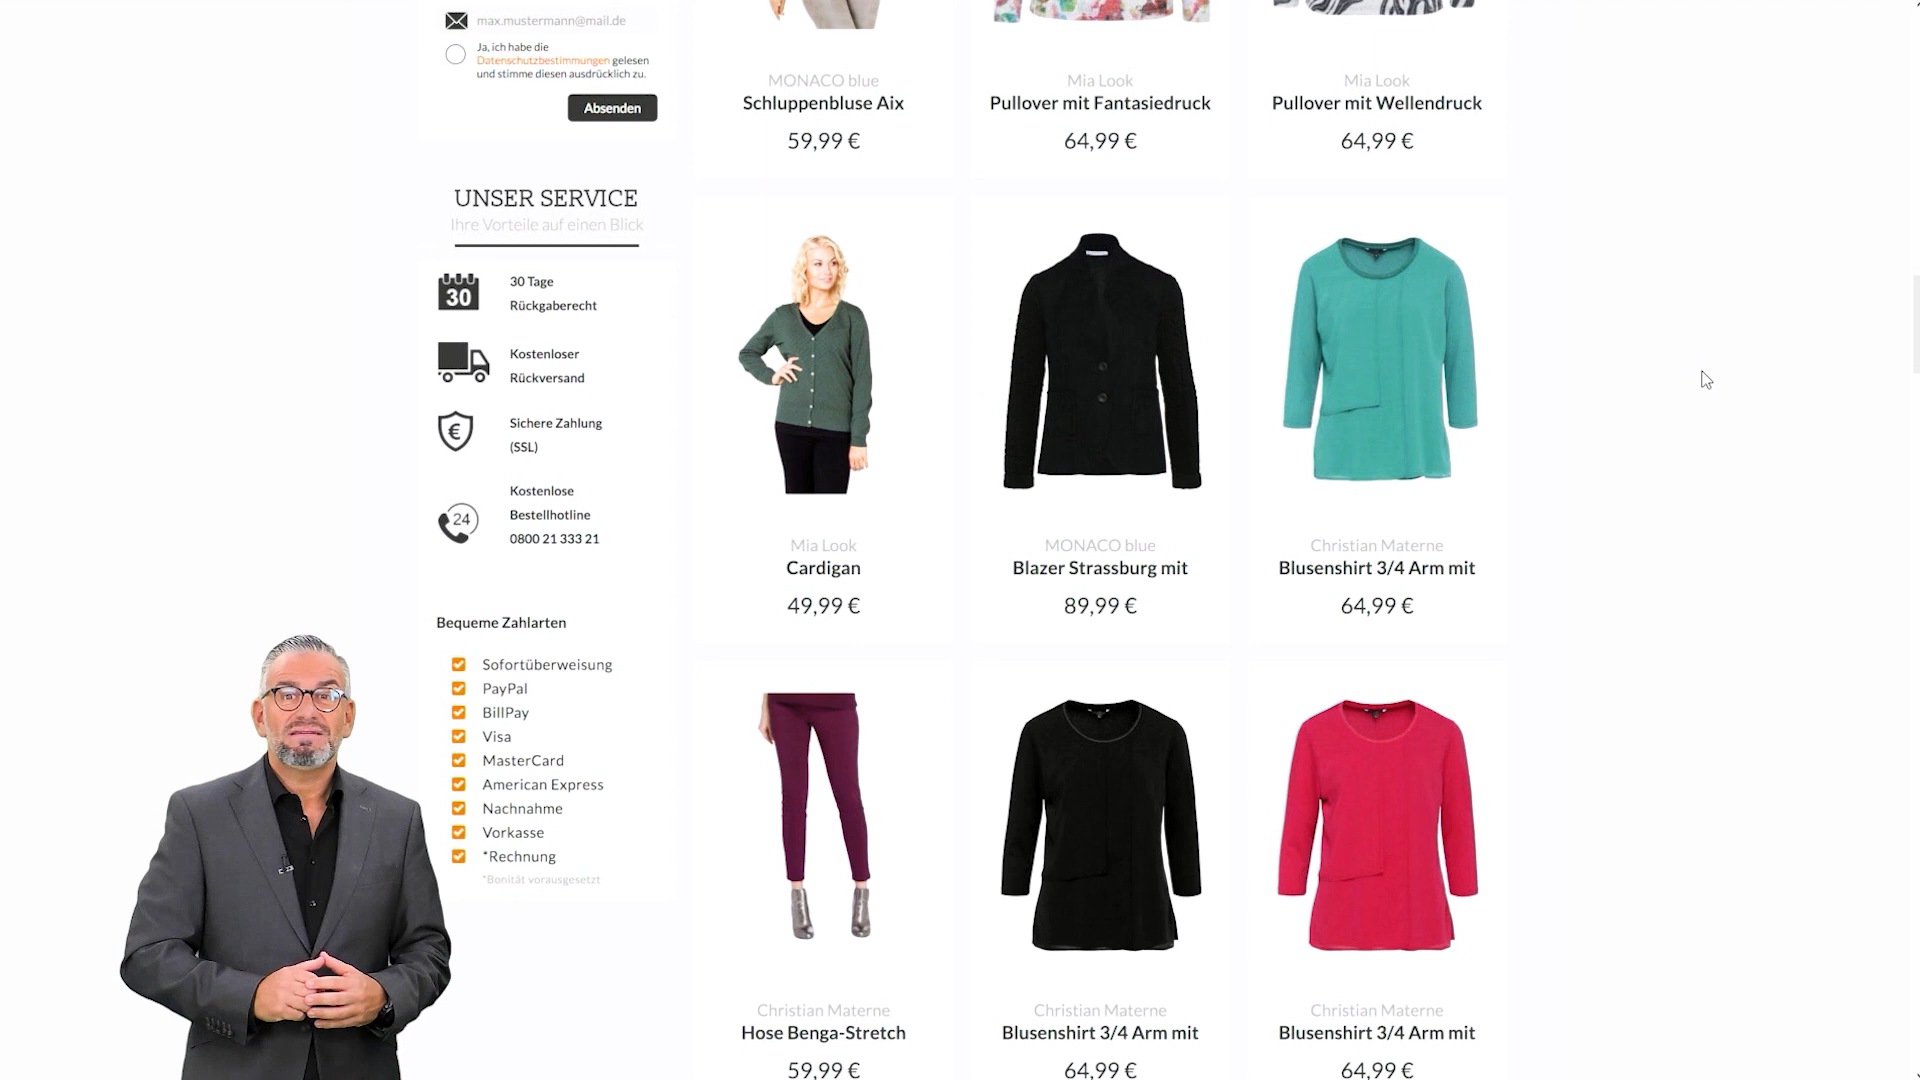 max.mustermann@mail.de
Ja, ich habe die
Datenschutzbestimmungen gelesen
und stimme diesen ausdrücklich zu.
Absenden
UNSER SERVICE
Ihre Vorteile auf einen Blick
30
30 Tage
Rückgaberecht
Kostenloser
Rückversand
€
Sichere Zahlung
(SSL)
24
Kostenlose
Bestellhotline
0800 21 333 21
Bequeme Zahlarten
Sofortüberweisung
PayPal
BillPay
Visa
MasterCard
American Express
Nachnahme
Vorkasse
*Rechnung
*Bonität vorausgesetzt
MONACO blue
Schluppenbluse Aix
59,99 €
Mia Look
Pullover mit Fantasiedruck
64,99 €
Mia Look
Pullover mit Wellendruck
64,99 €
Mia Look
Cardigan
49,99 €
MONACO blue
Blazer Strassburg mit
89,99 €
Christian Materne
Blusenshirt 3/4 Arm mit
64,99 €
Christian Materne
Hose Benga-Stretch
59,99 €
Christian Materne
Blusenshirt 3/4 Arm mit
64,99 €
Christian Materne
Blusenshirt 3/4 Arm mit
64,99 €